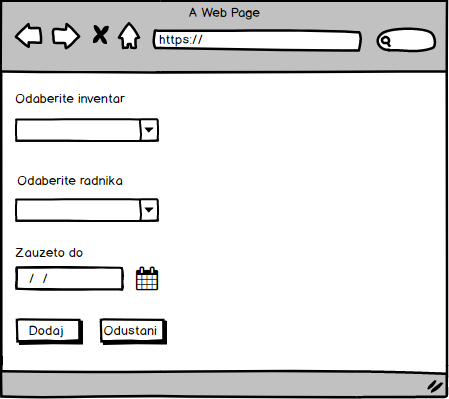 A Web Page
https://
Odaberite inventar
Odaberite radnika
Zauzeto do
/ /
Dodaj
Odustani